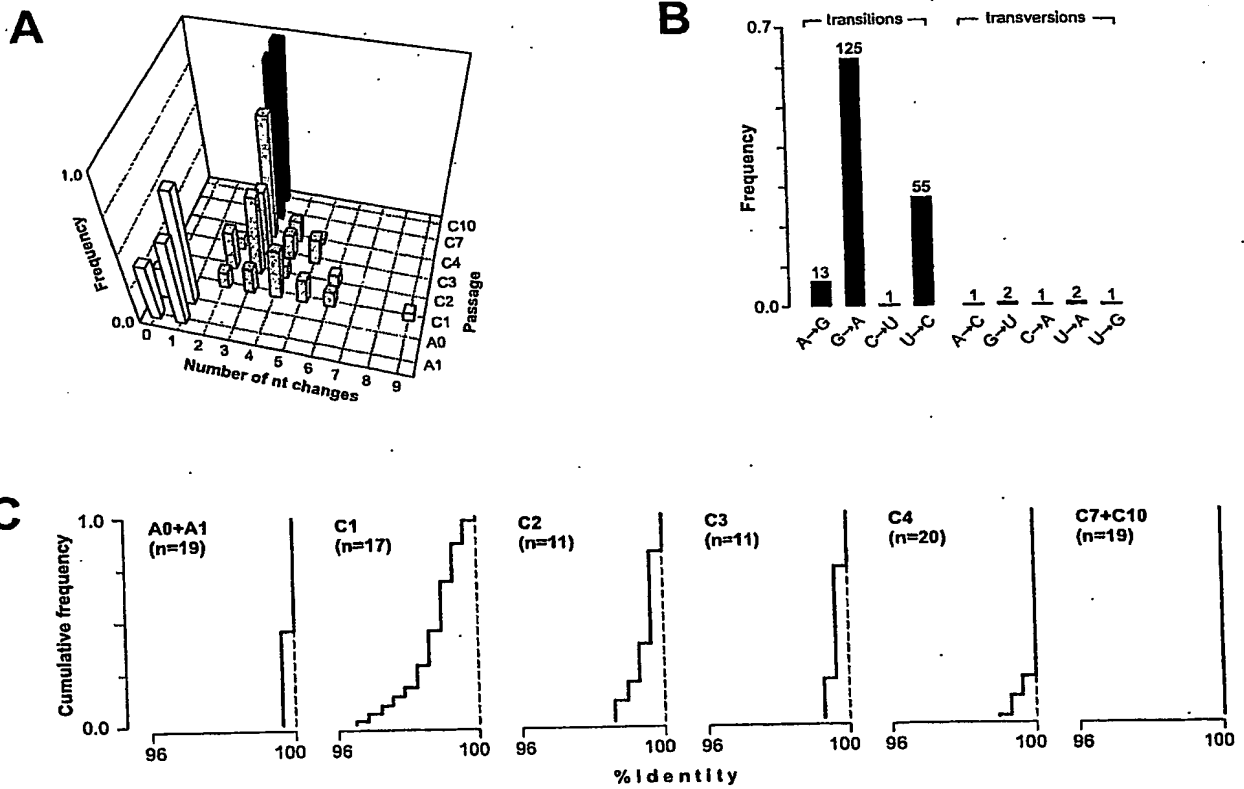 A
1.0
0.0
Frequency
0 1 2 3 4 5 6 7 8 9
Number of nt changes
C10
C7
C4
C3
C2
C1
A0
A1
Passage
B
transitions transversions
0.7
0.0
Frequency
13 125 1 55 1 2 1 2 1
A→G G→A C→U U→C A→C G→U C→A U→A U→G
C
Cumulative frequency
1.0
0.0
A0+A1
(n=19)
96 100
C1
(n=17)
96 100
C2
(n=11)
96 100
C3
(n=11)
96 100
C4
(n=20)
96 100
C7+C10
(n=19)
96 100
%Identity